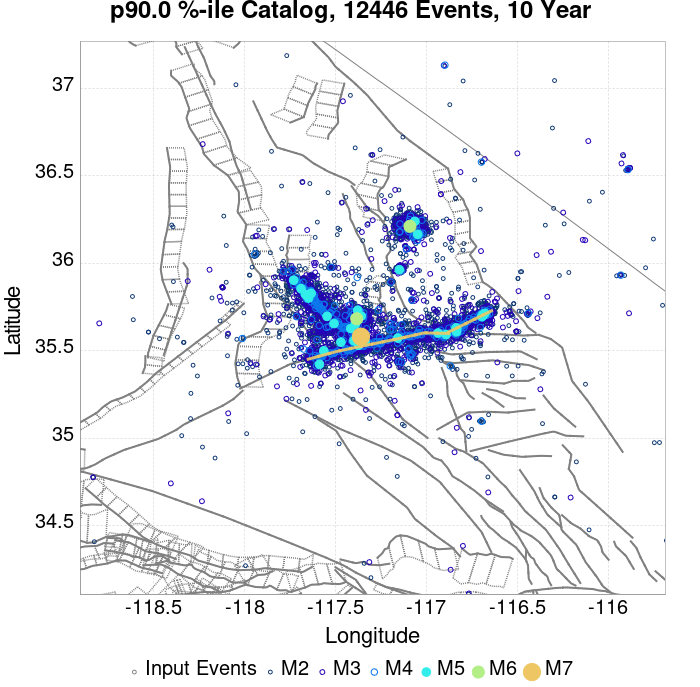 p90.0 %-ile Catalog, 12446 Events, 10 Year
37
36.5
36
35.5
35
34.5
Latitude
-118.5 -118 -117.5 -117 -116.5 -116
Longitude
Input Events M2 M3 M4 M5 M6 M7